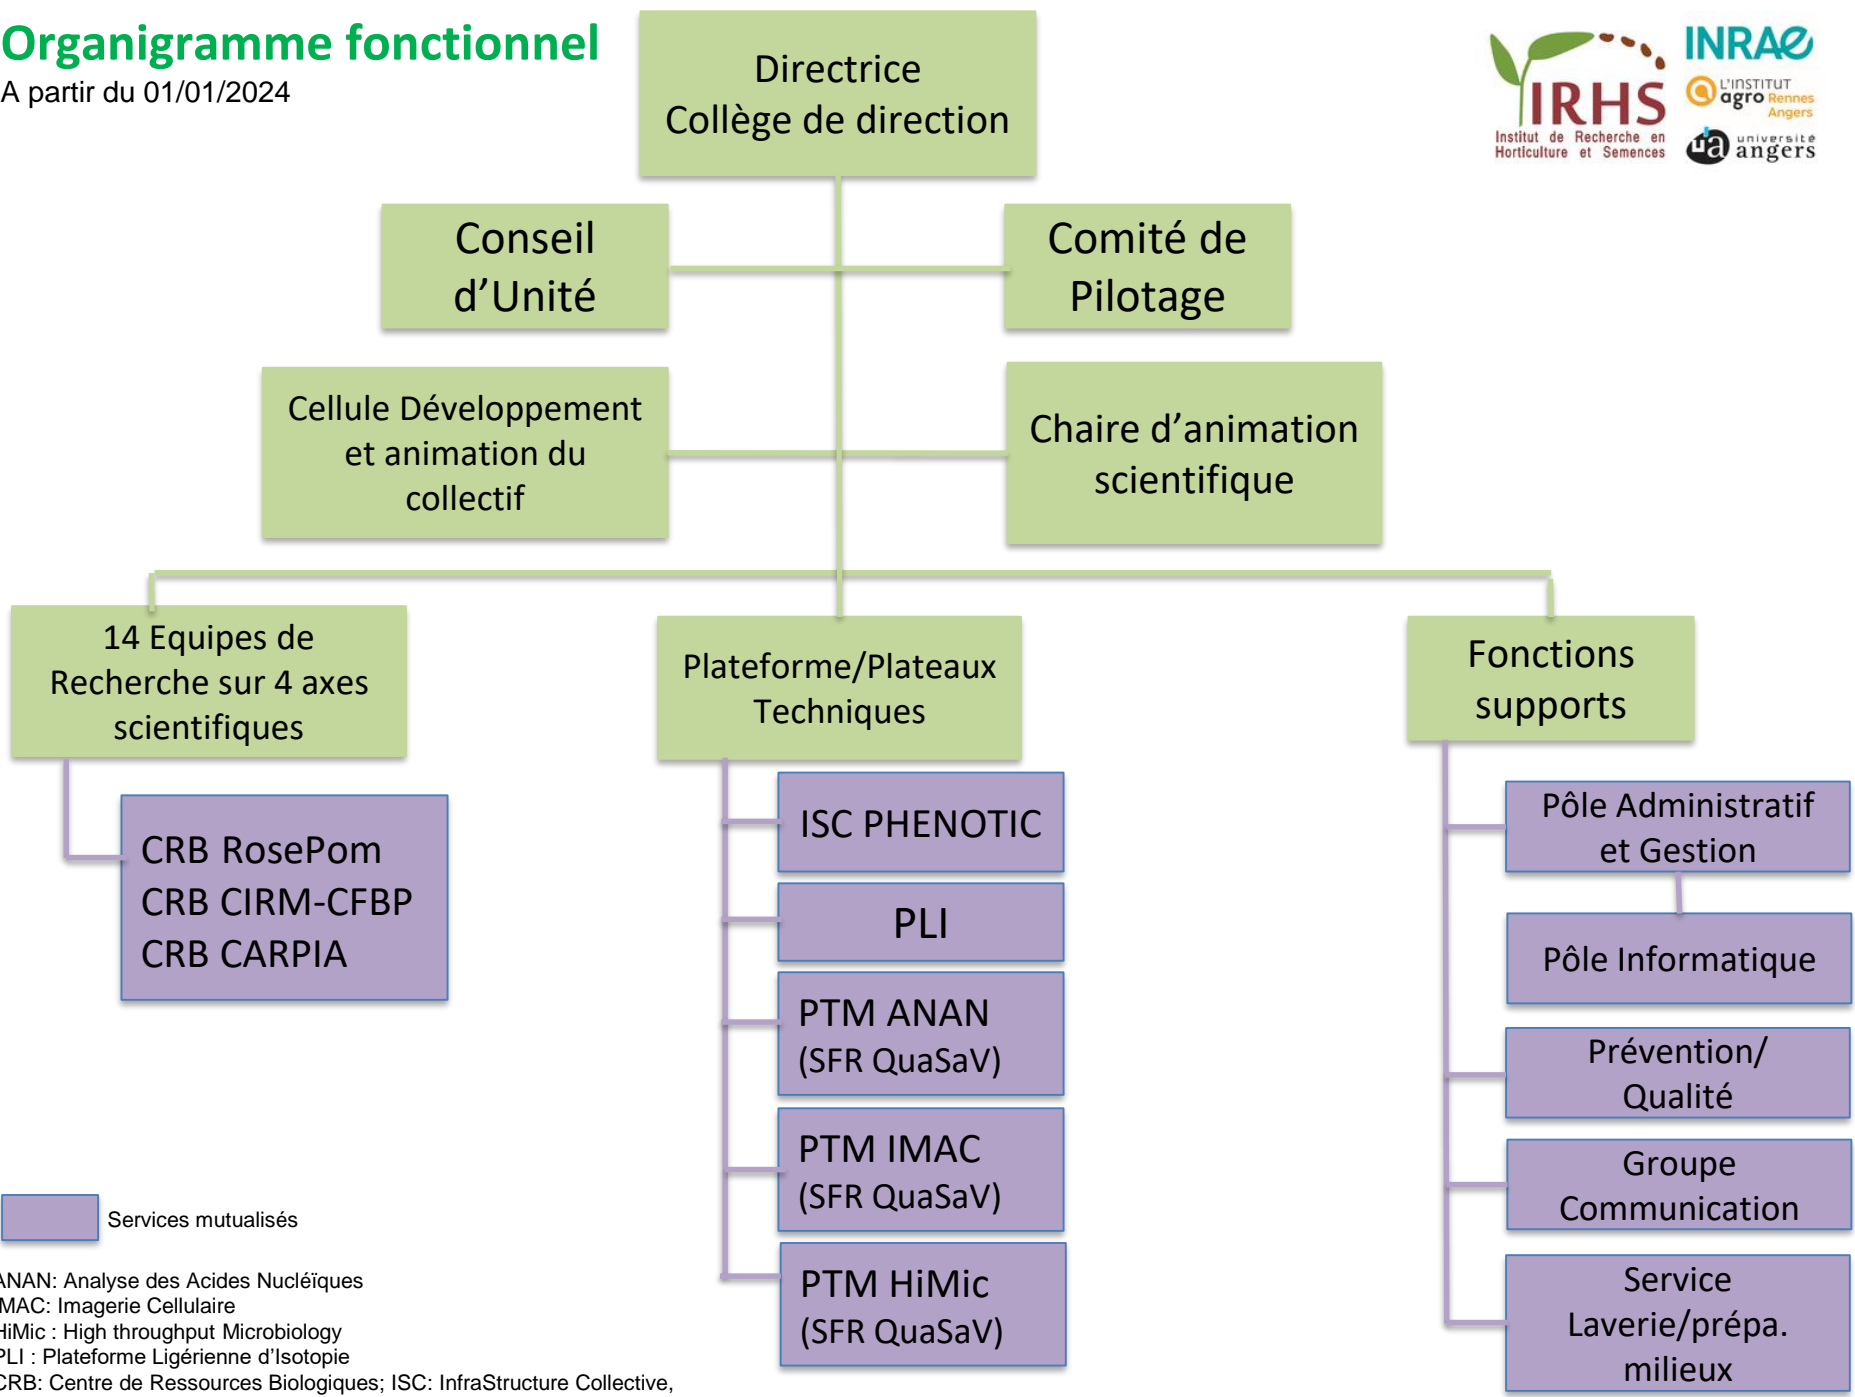 Organigramme fonctionnel
A partir du 01/01/2024
Directrice
Collège de direction
IRHS
Institut de Recherche en
Horticulture et Semences
INRAE
L'INSTITUT
agro Rennes
Angers
ua
université
angers
Conseil
d’Unité
Comité de
Pilotage
Cellule Développement
et animation du
collectif
Chaire d’animation
scientifique
14 Equipes de
Recherche sur 4 axes
scientifiques
CRB RosePom
CRB CIRM-CFBP
CRB CARPIA
Plateforme/Plateaux
Techniques
ISC PHENOTIC
PLI
PTM ANAN
(SFR QuaSaV)
PTM IMAC
(SFR QuaSaV)
PTM HiMic
(SFR QuaSaV)
Fonctions
supports
Pôle Administratif
et Gestion
Pôle Informatique
Prévention/
Qualité
Groupe
Communication
Service
Laverie/prépa.
milieux
Services mutualisés
ANAN: Analyse des Acides Nucléïques
IMAC: Imagerie Cellulaire
HiMic : High throughput Microbiology
PLI : Plateforme Ligérienne d’Isotopie
CRB: Centre de Ressources Biologiques; ISC: InfraStructure Collective,